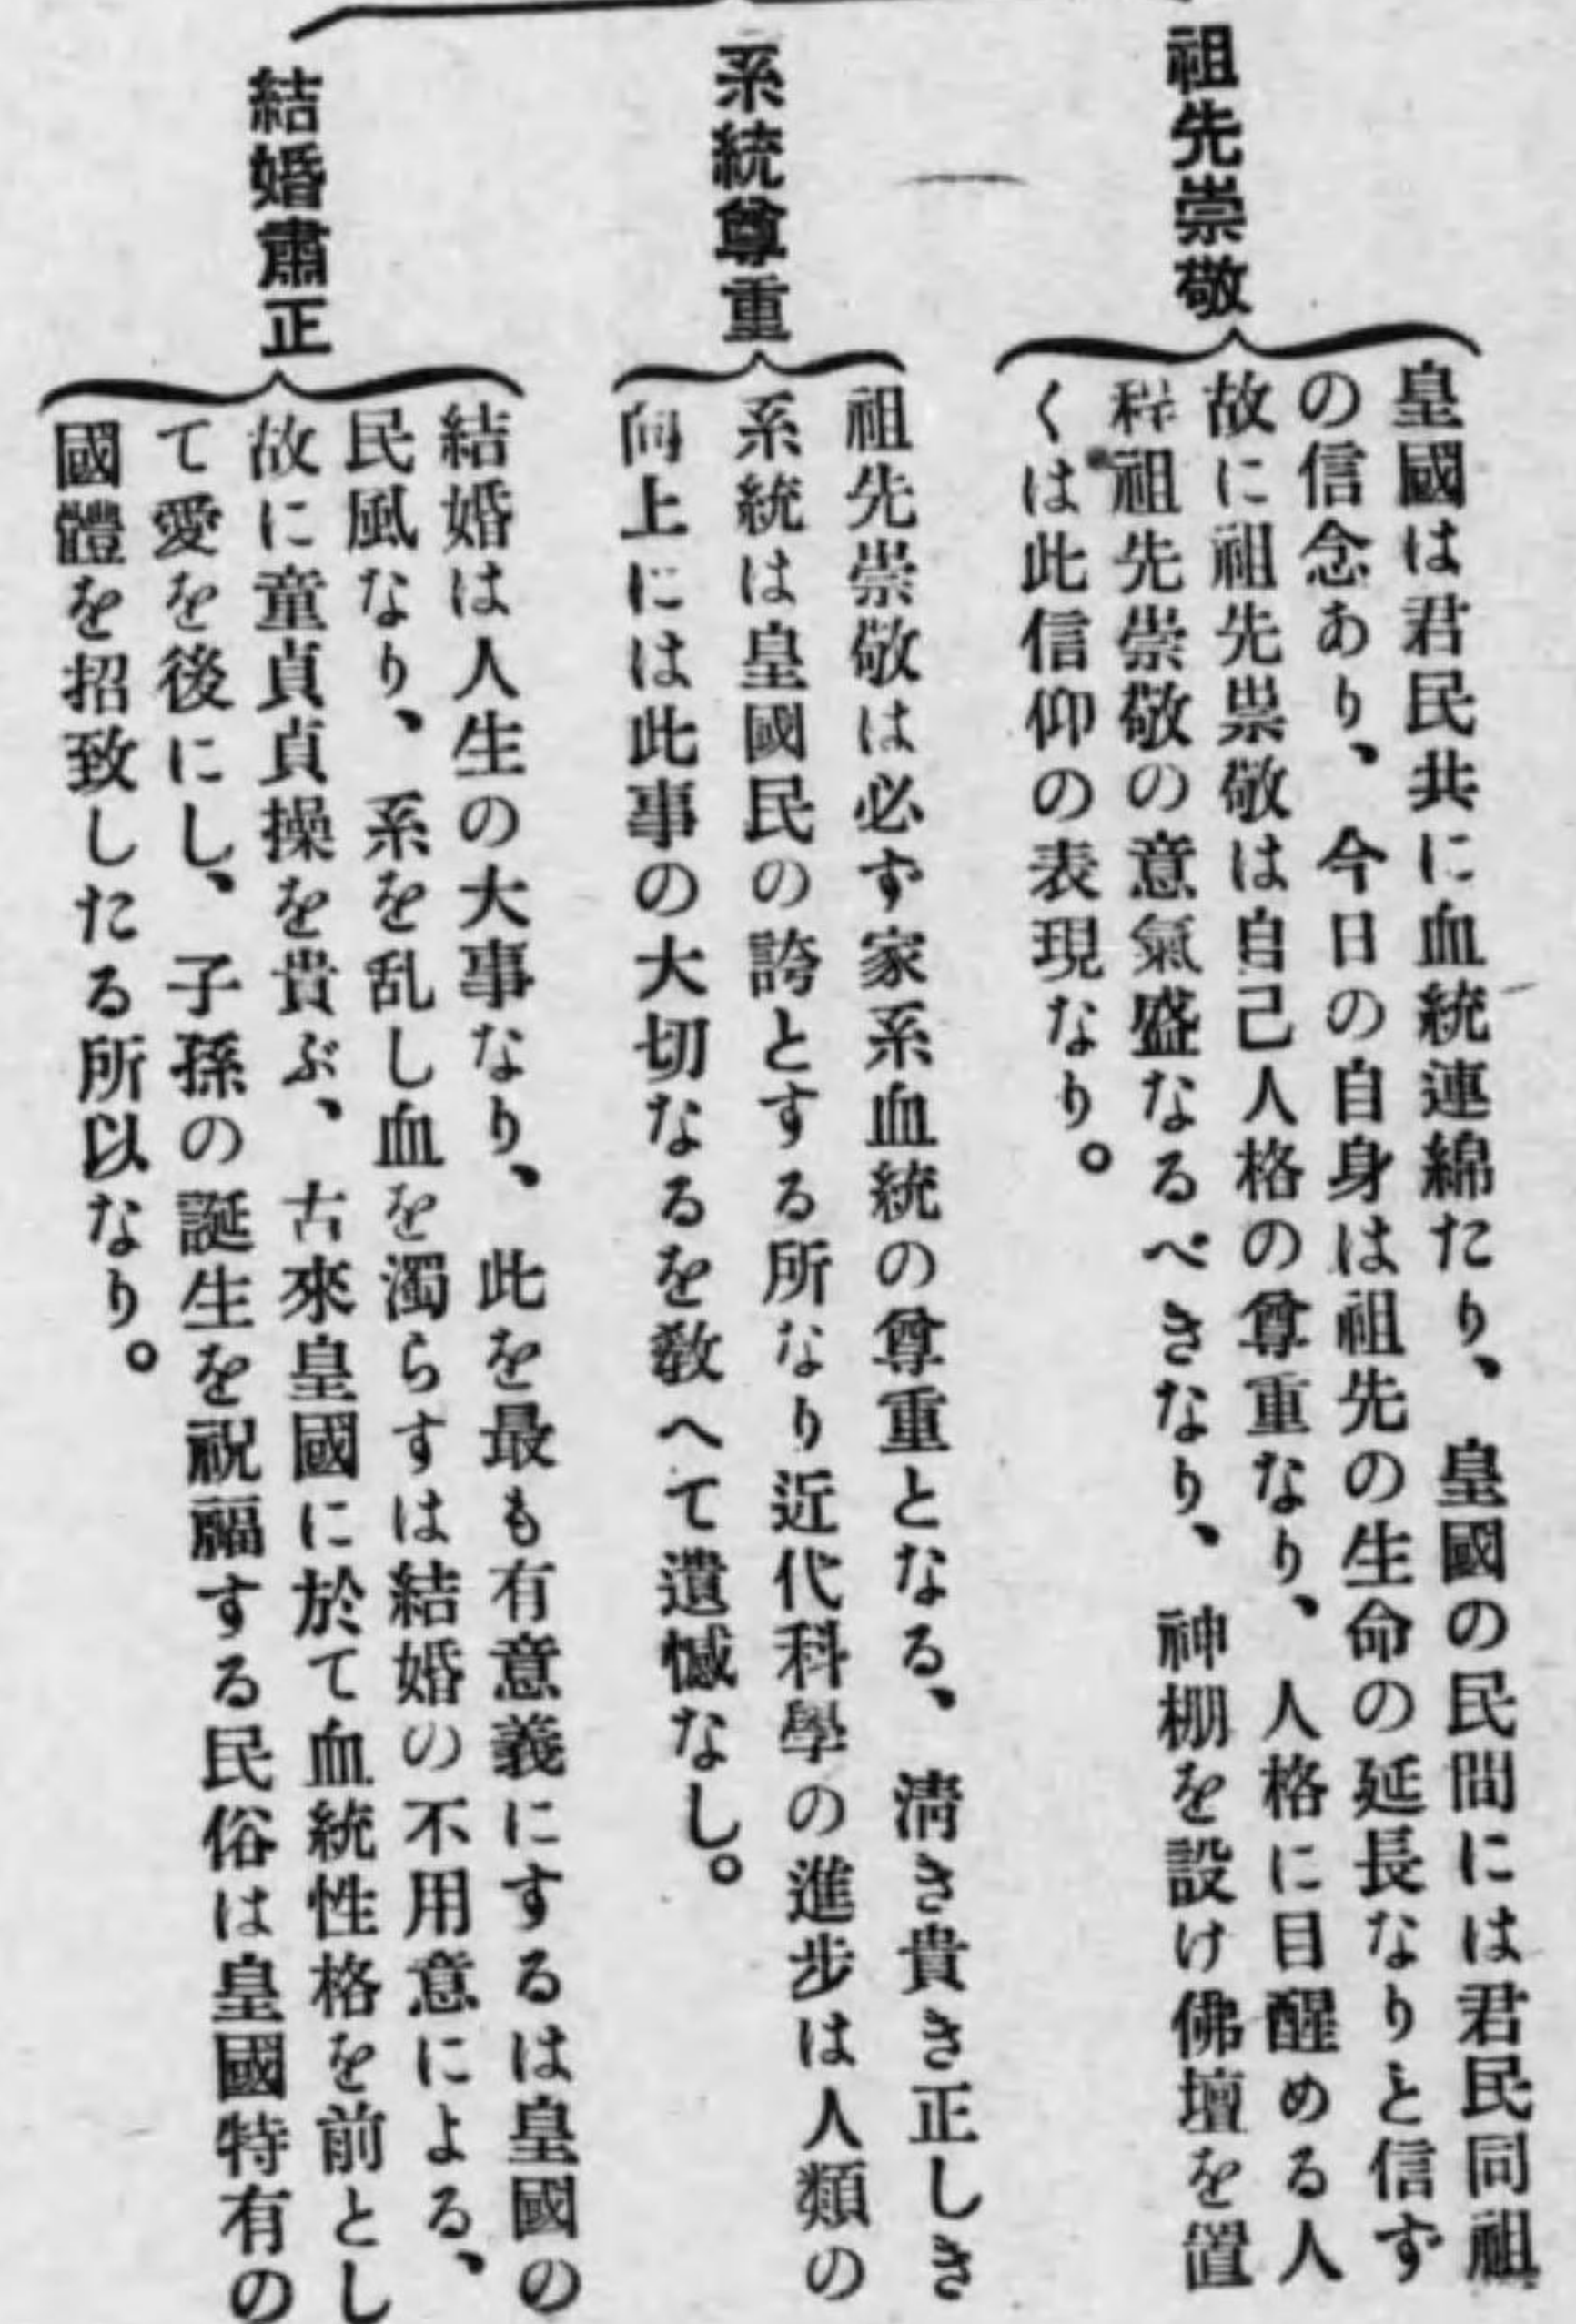 祖先崇敬
皇國は君民共に血統連綿たり、皇國の民間には君民同祖
の信念あり、今日の自身は祖先の生命の延長なりと信ず
故に祖先祟敬は自己人格の尊重なり、人格に目醒める人
程祖先崇敬の意氣盛なるべきなり、神棚を設け佛壇を置
くは此信仰の表現なり。
系統尊重
祖先崇敬は必ず家系血統の尊重となる、淸き貴き正しき
系統は皇國民の誇とする所なり近代科學の進步は人類の
向上には此事の大切なるを敎へて遺憾なし。
結婚肅正
結婚は人生の大事なり、此を最も有意義にするは皇國の
民風なり、系を乱し血を濁らすは結婚の不用意による、
故に童貞貞操を貴ぶ、古來皇國に於て血統性格を前とし
て愛を後にし、子孫の誕生を祝福する民俗は皇國特有の
國體を招致したる所以なり。